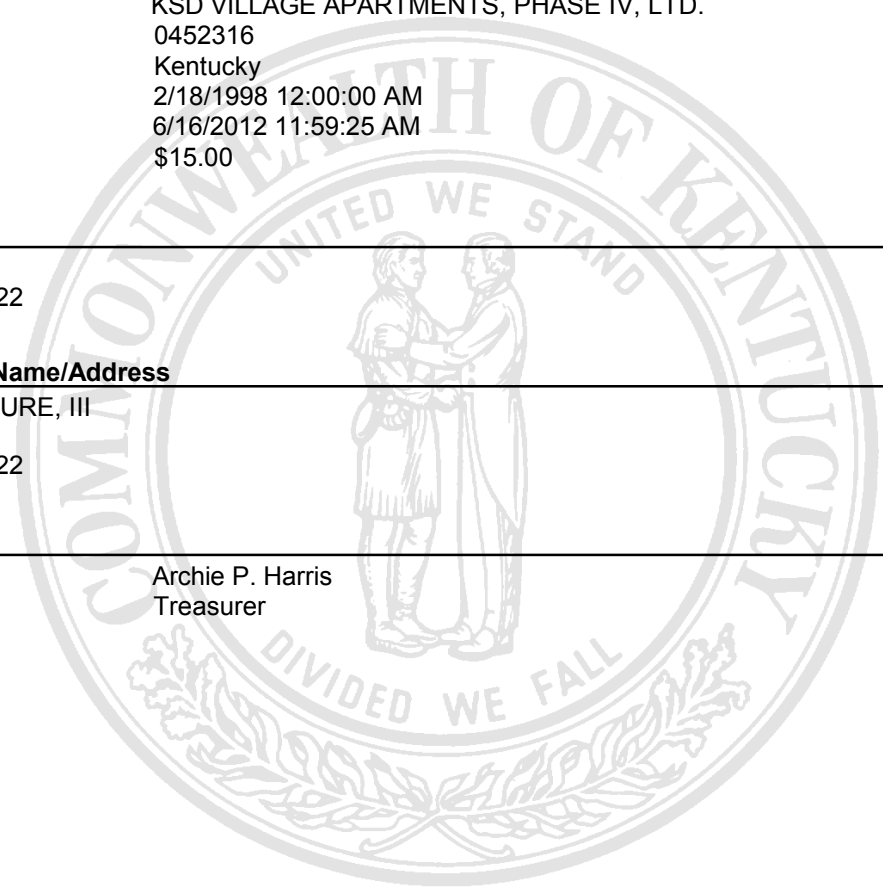 KSD VILLAGE APARTMENTS, PHASE IV, LTD.
0452316
Kentucky
2/18/1998 12:00:00 AM
6/16/2012 11:59:25 AM
$15.00
COMMONWEALTH OF KENTUCKY
UNITED WE STAND
22
Name/Address
URE, III
22
Archie P. Harris
Treasurer
DIVIDED WE FALL